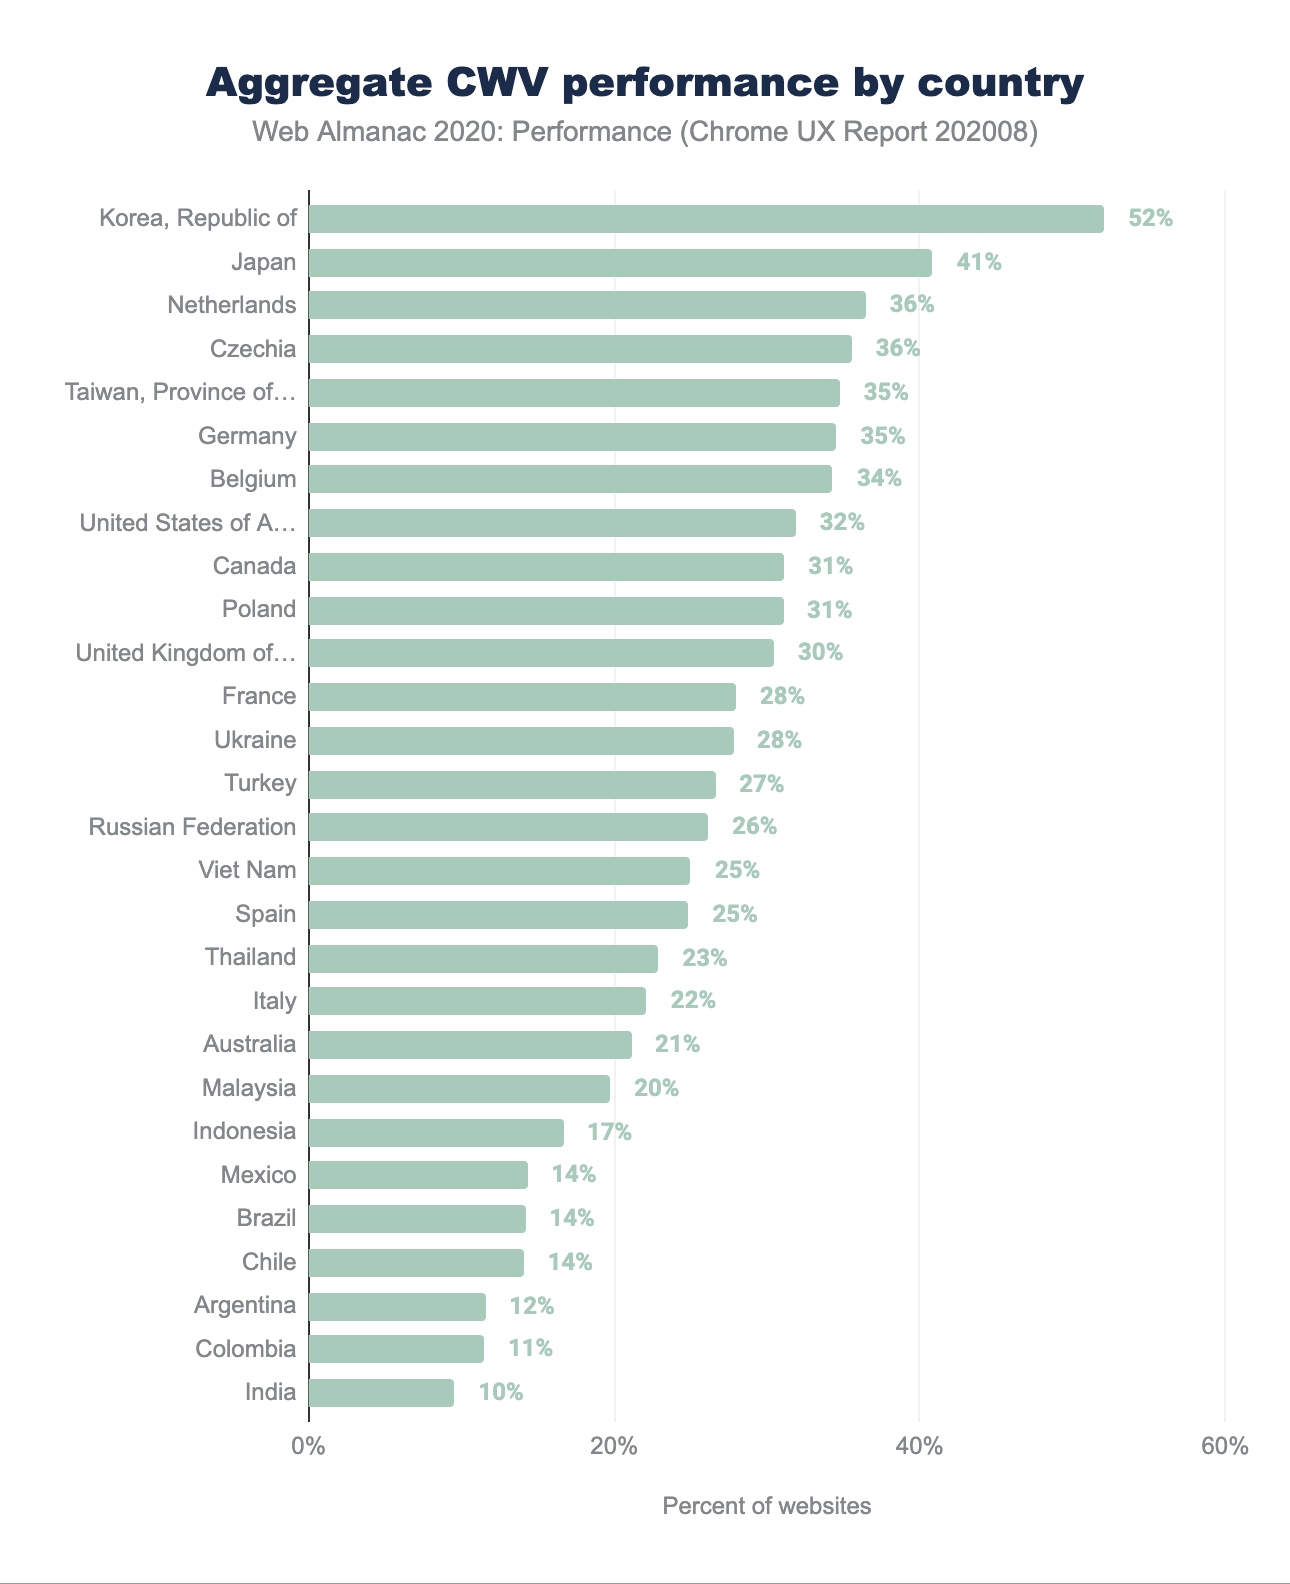 Aggregate CWV performance by country
Web Almanac 2020: Performance (Chrome UX Report 202008)
Korea, Republic of 52%
Japan 41%
Netherlands 36%
Czechia 36%
Taiwan, Province of… 35%
Germany 35%
Belgium 34%
United States of A… 32%
Canada 31%
Poland 31%
United Kingdom of… 30%
France 28%
Ukraine 28%
Turkey 27%
Russian Federation 26%
Viet Nam 25%
Spain 25%
Thailand 23%
Italy 22%
Australia 21%
Malaysia 20%
Indonesia 17%
Mexico 14%
Brazil 14%
Chile 14%
Argentina 12%
Colombia 11%
India 10%
0% 20% 40% 60%
Percent of websites